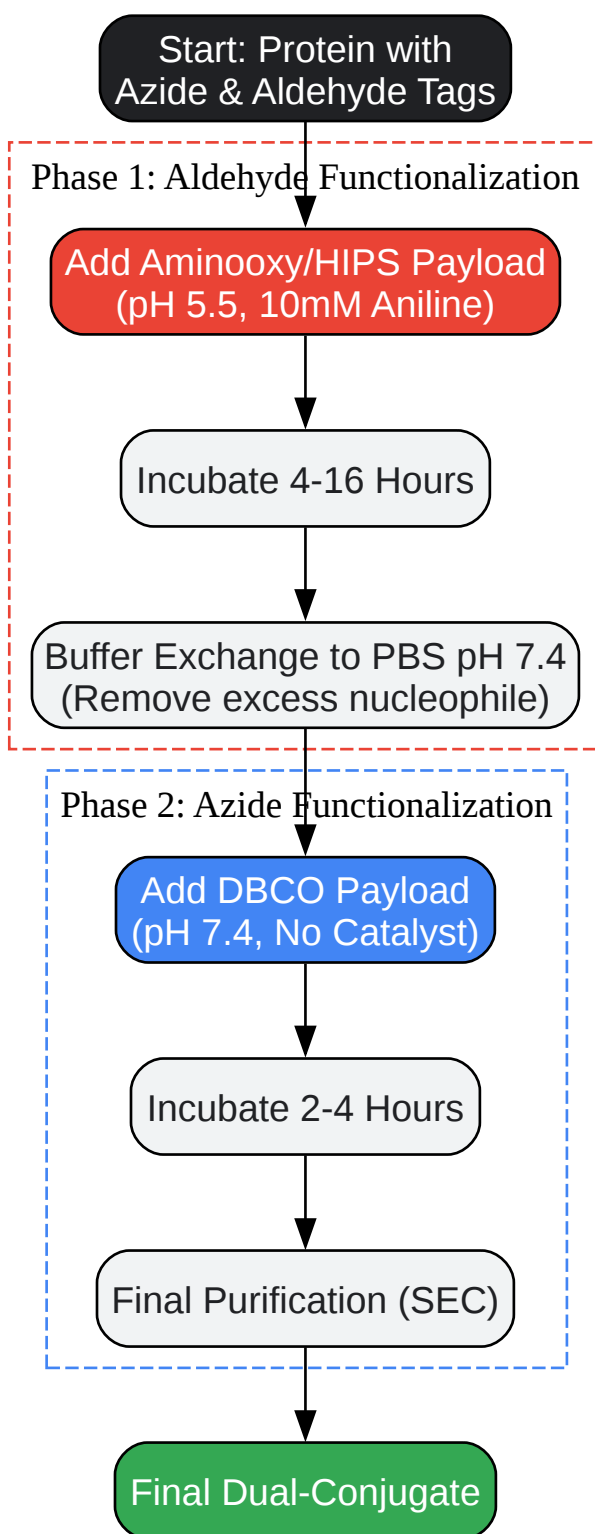 Start: Protein with
Azide & Aldehyde Tags
Phase 1: Aldehyde Functionalization
Add Aminooxy/HIPS Payload
(pH 5.5, 10mM Aniline)
Incubate 4-16 Hours
Buffer Exchange to PBS pH 7.4
(Remove excess nucleophile)
Phase 2: Azide Functionalization
Add DBCO Payload
(pH 7.4, No Catalyst)
Incubate 2-4 Hours
Final Purification (SEC)
Final Dual-Conjugate